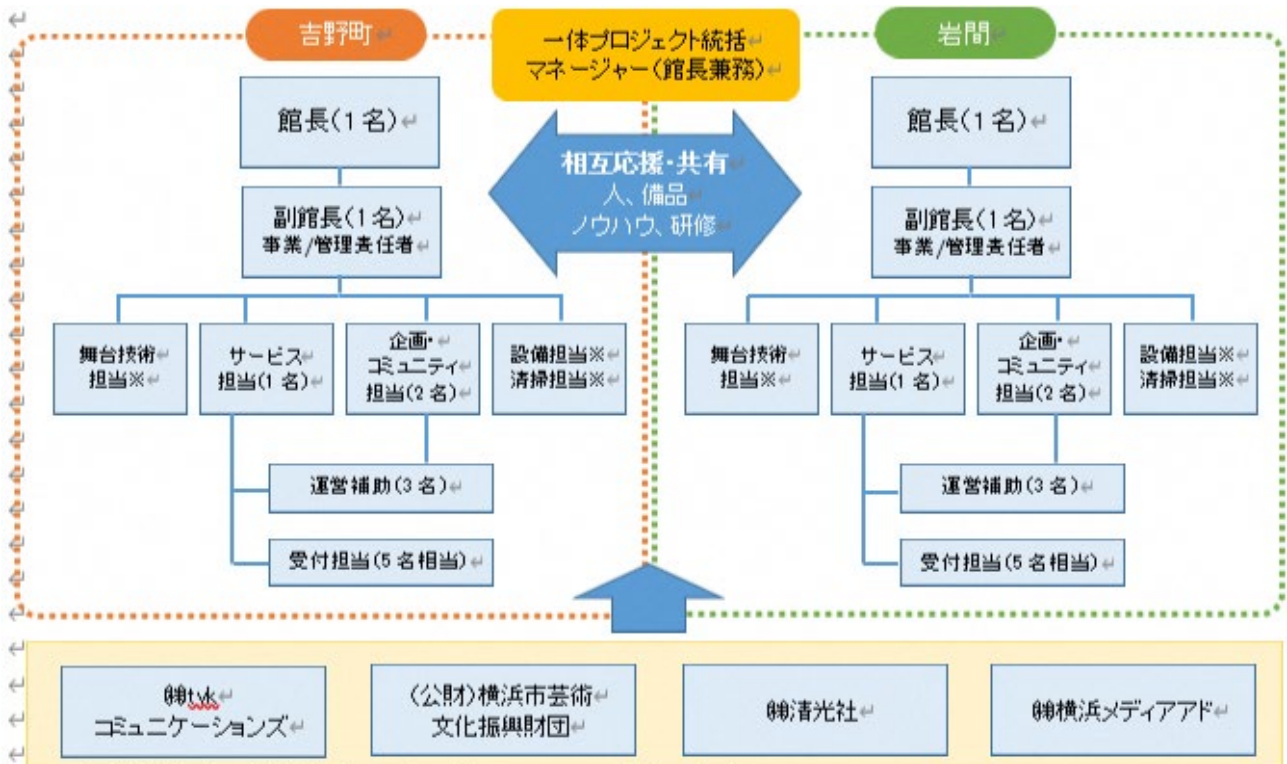 吉野町
一体プロジェクト統括
マネージャー(館長兼務)
岩間
館長(1名)
副館長(1名)
事業/管理責任者
相互応援・共有
人、備品
ノウハウ、研修
館長(1名)
副館長(1名)
事業/管理責任者
舞台技術
担当※
サービス
担当(1名)
企画・
コミュニティ
担当(2名)
設備担当※
清掃担当※
運営補助(3名)
受付担当(5名相当)
舞台技術
担当※
サービス
担当(1名)
企画・
コミュニティ
担当(2名)
設備担当※
清掃担当※
運営補助(3名)
受付担当(5名相当)
㈱tvk
コミュニケーションズ
(公財)横浜市芸術
文化振興財団
㈱清光社
㈱横浜メディアアド